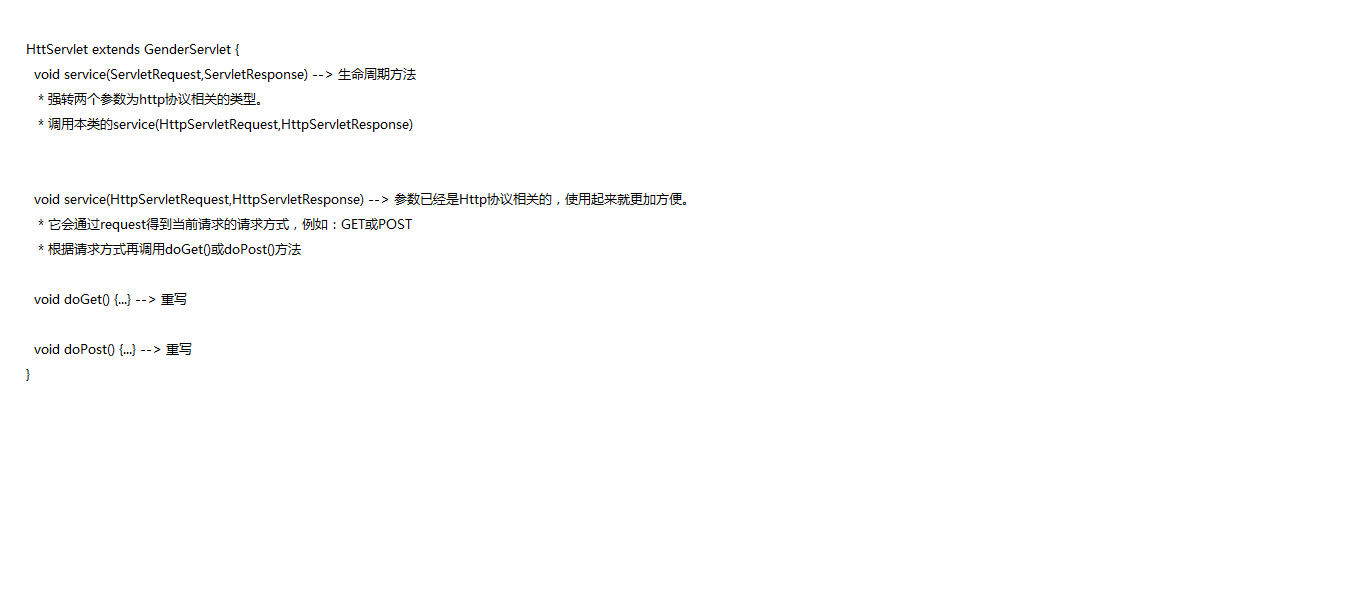 HttServlet extends GenderServlet {
void service(ServletRequest,ServletResponse) --> 生命周期方法
* 强转两个参数为http协议相关的类型。
* 调用本类的service(HttpServletRequest,HttpServletResponse)
void service(HttpServletRequest,HttpServletResponse) --> 参数已经是Http协议相关的，使用起来就更加方便。
* 它会通过request得到当前请求的请求方式，例如：GET或POST
* 根据请求方式再调用doGet()或doPost()方法
void doGet() {...} --> 重写
void doPost() {...} --> 重写
}